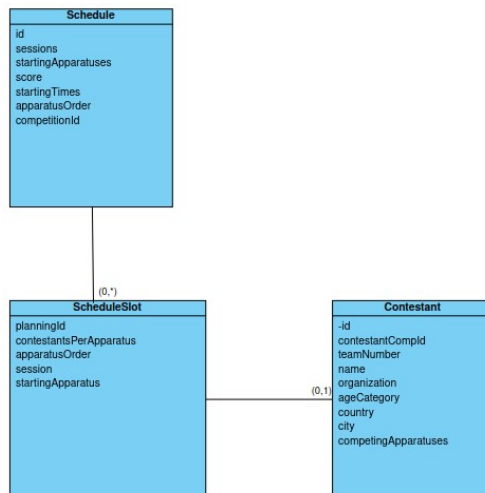 Schedule
id
sessions
startingApparatuses
score
startingTimes
apparatusOrder
competitionId
(0,*)
ScheduleSlot
planningId
contestantsPerApparatus
apparatusOrder
session
startingApparatus
(0,1)
Contestant
-id
contestantCompId
teamNumber
name
organization
ageCategory
country
city
competingApparatuses